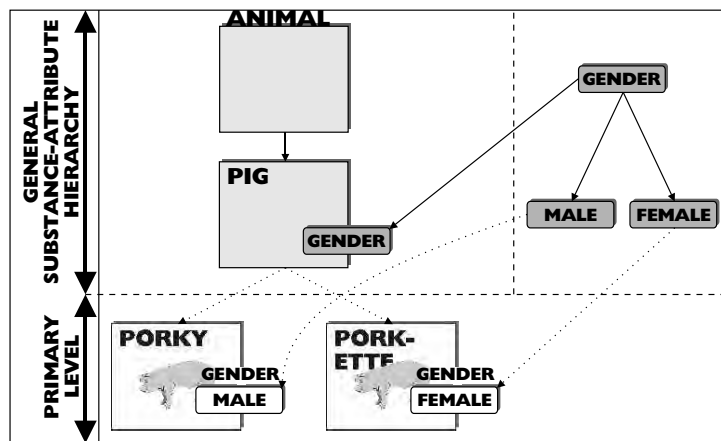 GENERAL
SUBSTANCE-ATTRIBUTE
HIERARCHY
ANIMAL
GENDER
PIG
GENDER
MALE
FEMALE
PRIMARY
LEVEL
PORKY
GENDER
MALE
PORK-
ETTE
GENDER
FEMALE